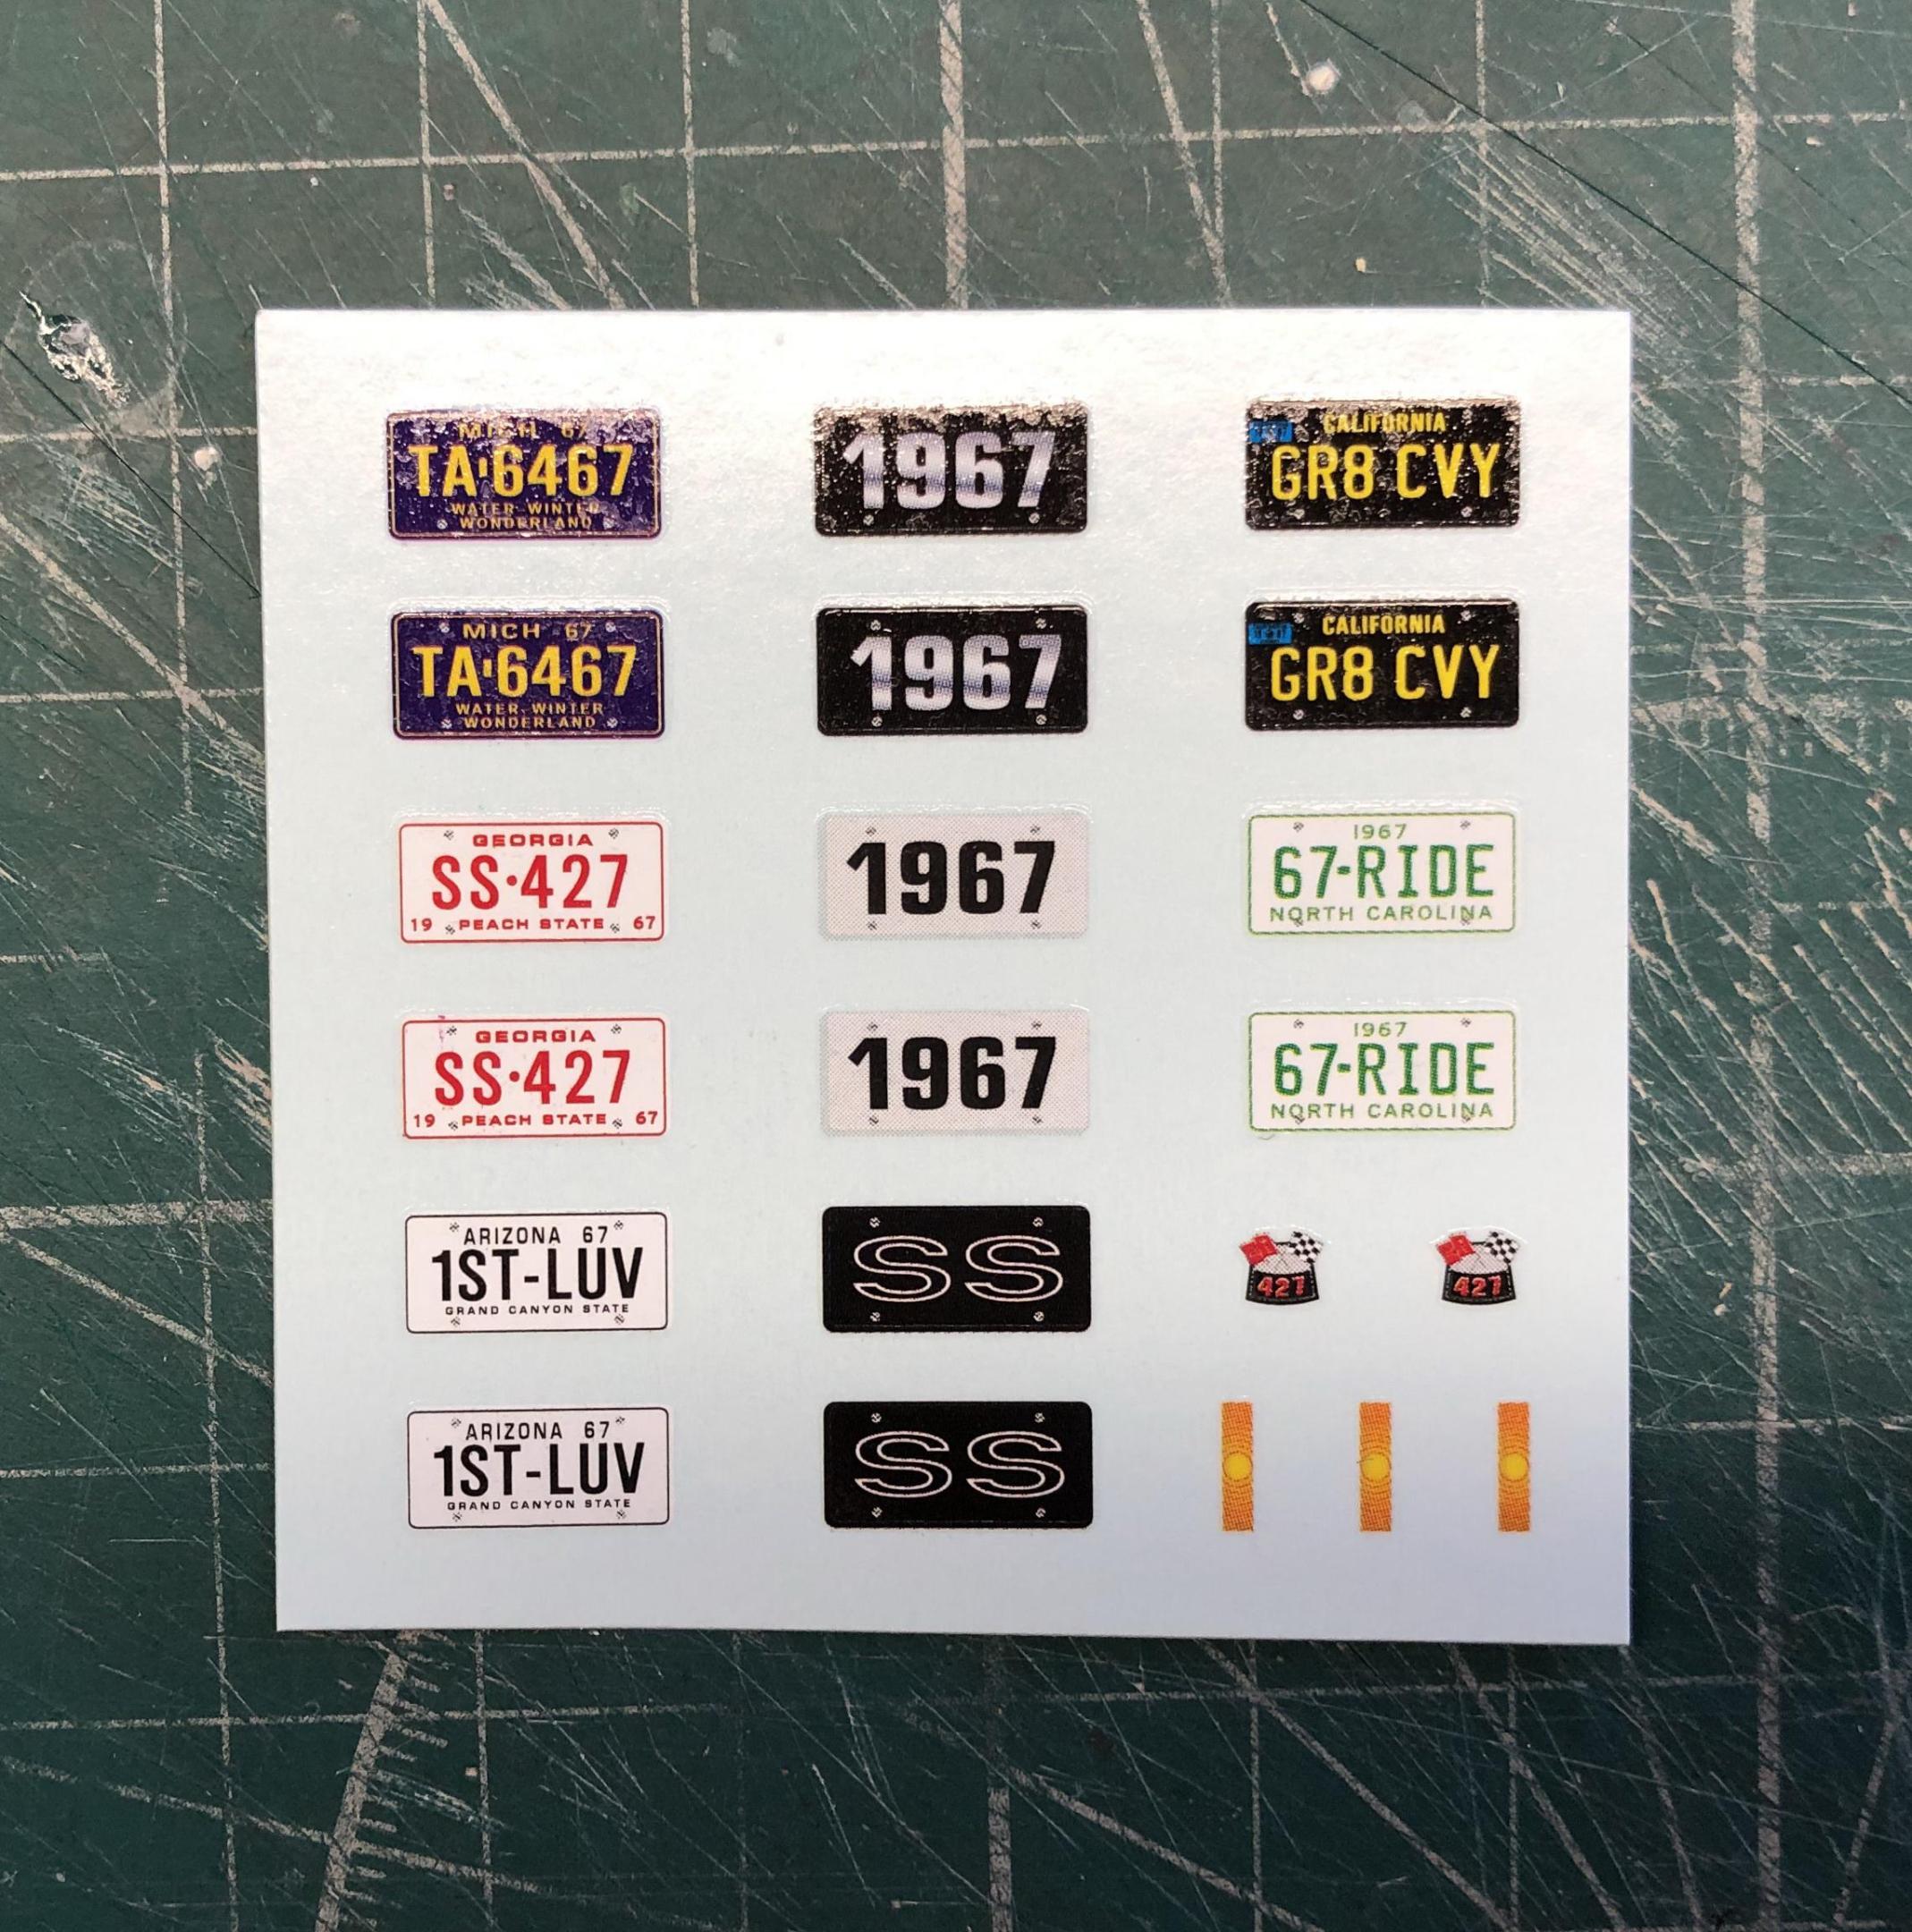 MICH 67
TA•6467
WATER-WINTER
WONDERLAND
1967
CALIFORNIA
GR8 CVY
MICH 67
TA•6467
WATER-WINTER
WONDERLAND
1967
CALIFORNIA
GR8 CVY
GEORGIA
SS•427
19 PEACH STATE 67
1967
1967
67-RIDE
NORTH CAROLINA
GEORGIA
SS•427
19 PEACH STATE 67
1967
1967
67-RIDE
NORTH CAROLINA
ARIZONA 67
1ST-LUV
GRAND CANYON STATE
SS
427
427
ARIZONA 67
1ST-LUV
GRAND CANYON STATE
SS